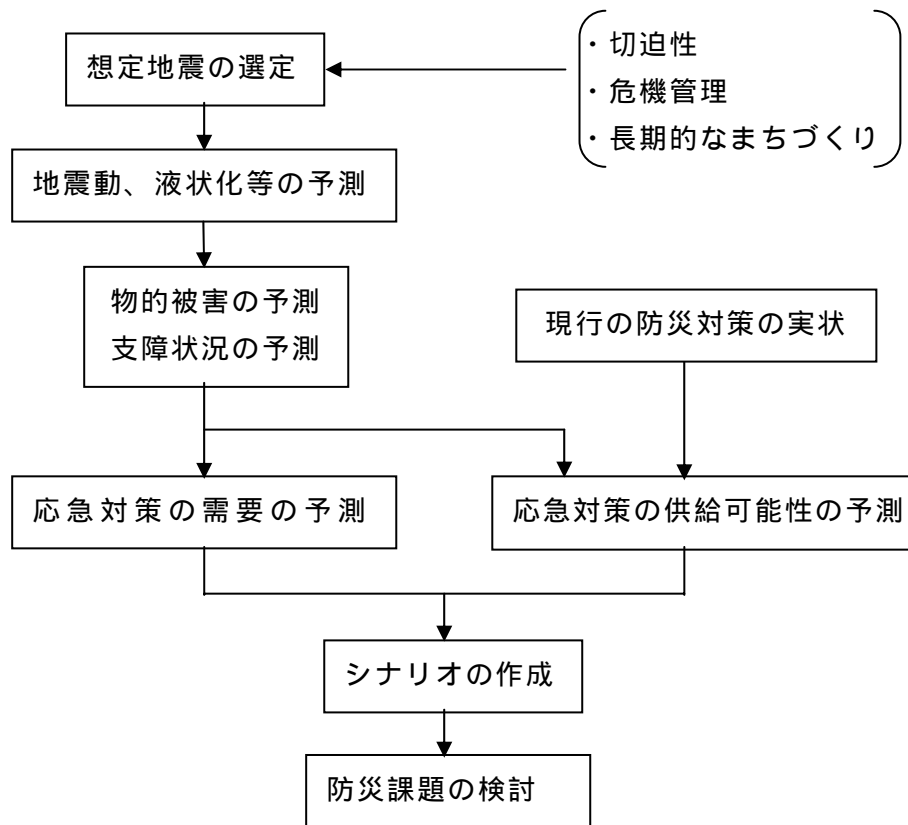 想定地震の選定
・切迫性
・危機管理
・長期的なまちづくり
地震動、液状化等の予測
物的被害の予測
支障状況の予測
現行の防災対策の実状
応急対策の需要の予測
応急対策の供給可能性の予測
シナリオの作成
防災課題の検討